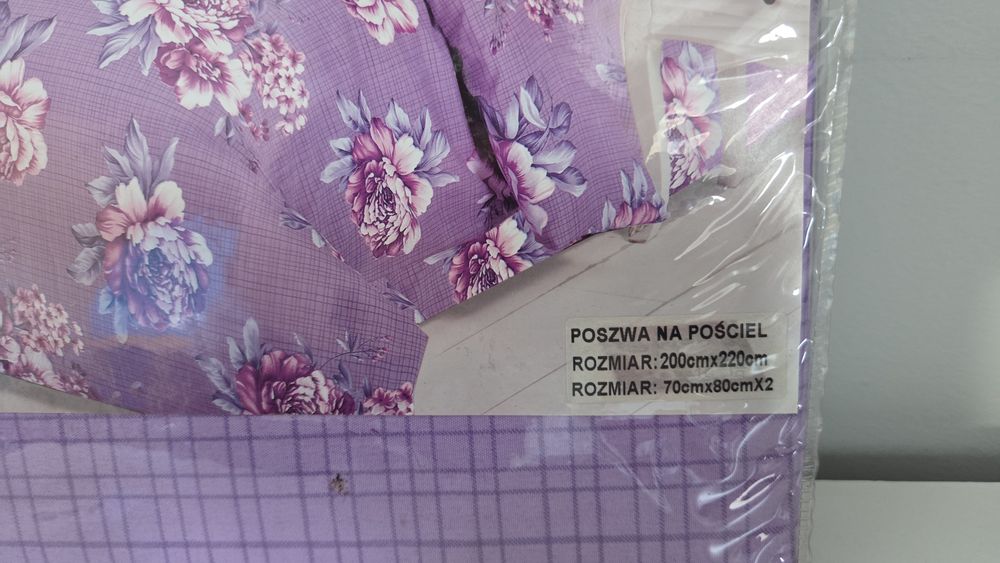 POSZWA NA POŚCIEL
ROZMIAR: 200cmx220cm
ROZMIAR: 70cmx80cmX2